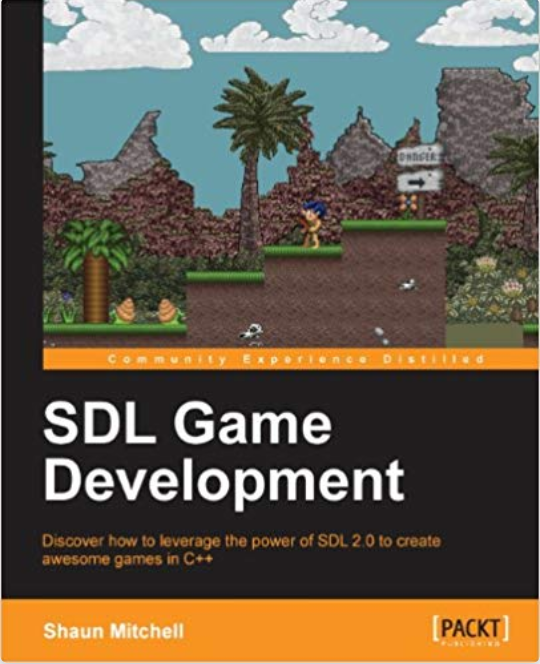 DANGER
Community Experience Distilled
SDL Game
Development
Discover how to leverage the power of SDL 2.0 to create
awesome games in C++
Shaun Mitchell
[PACKT]
PUBLISHING